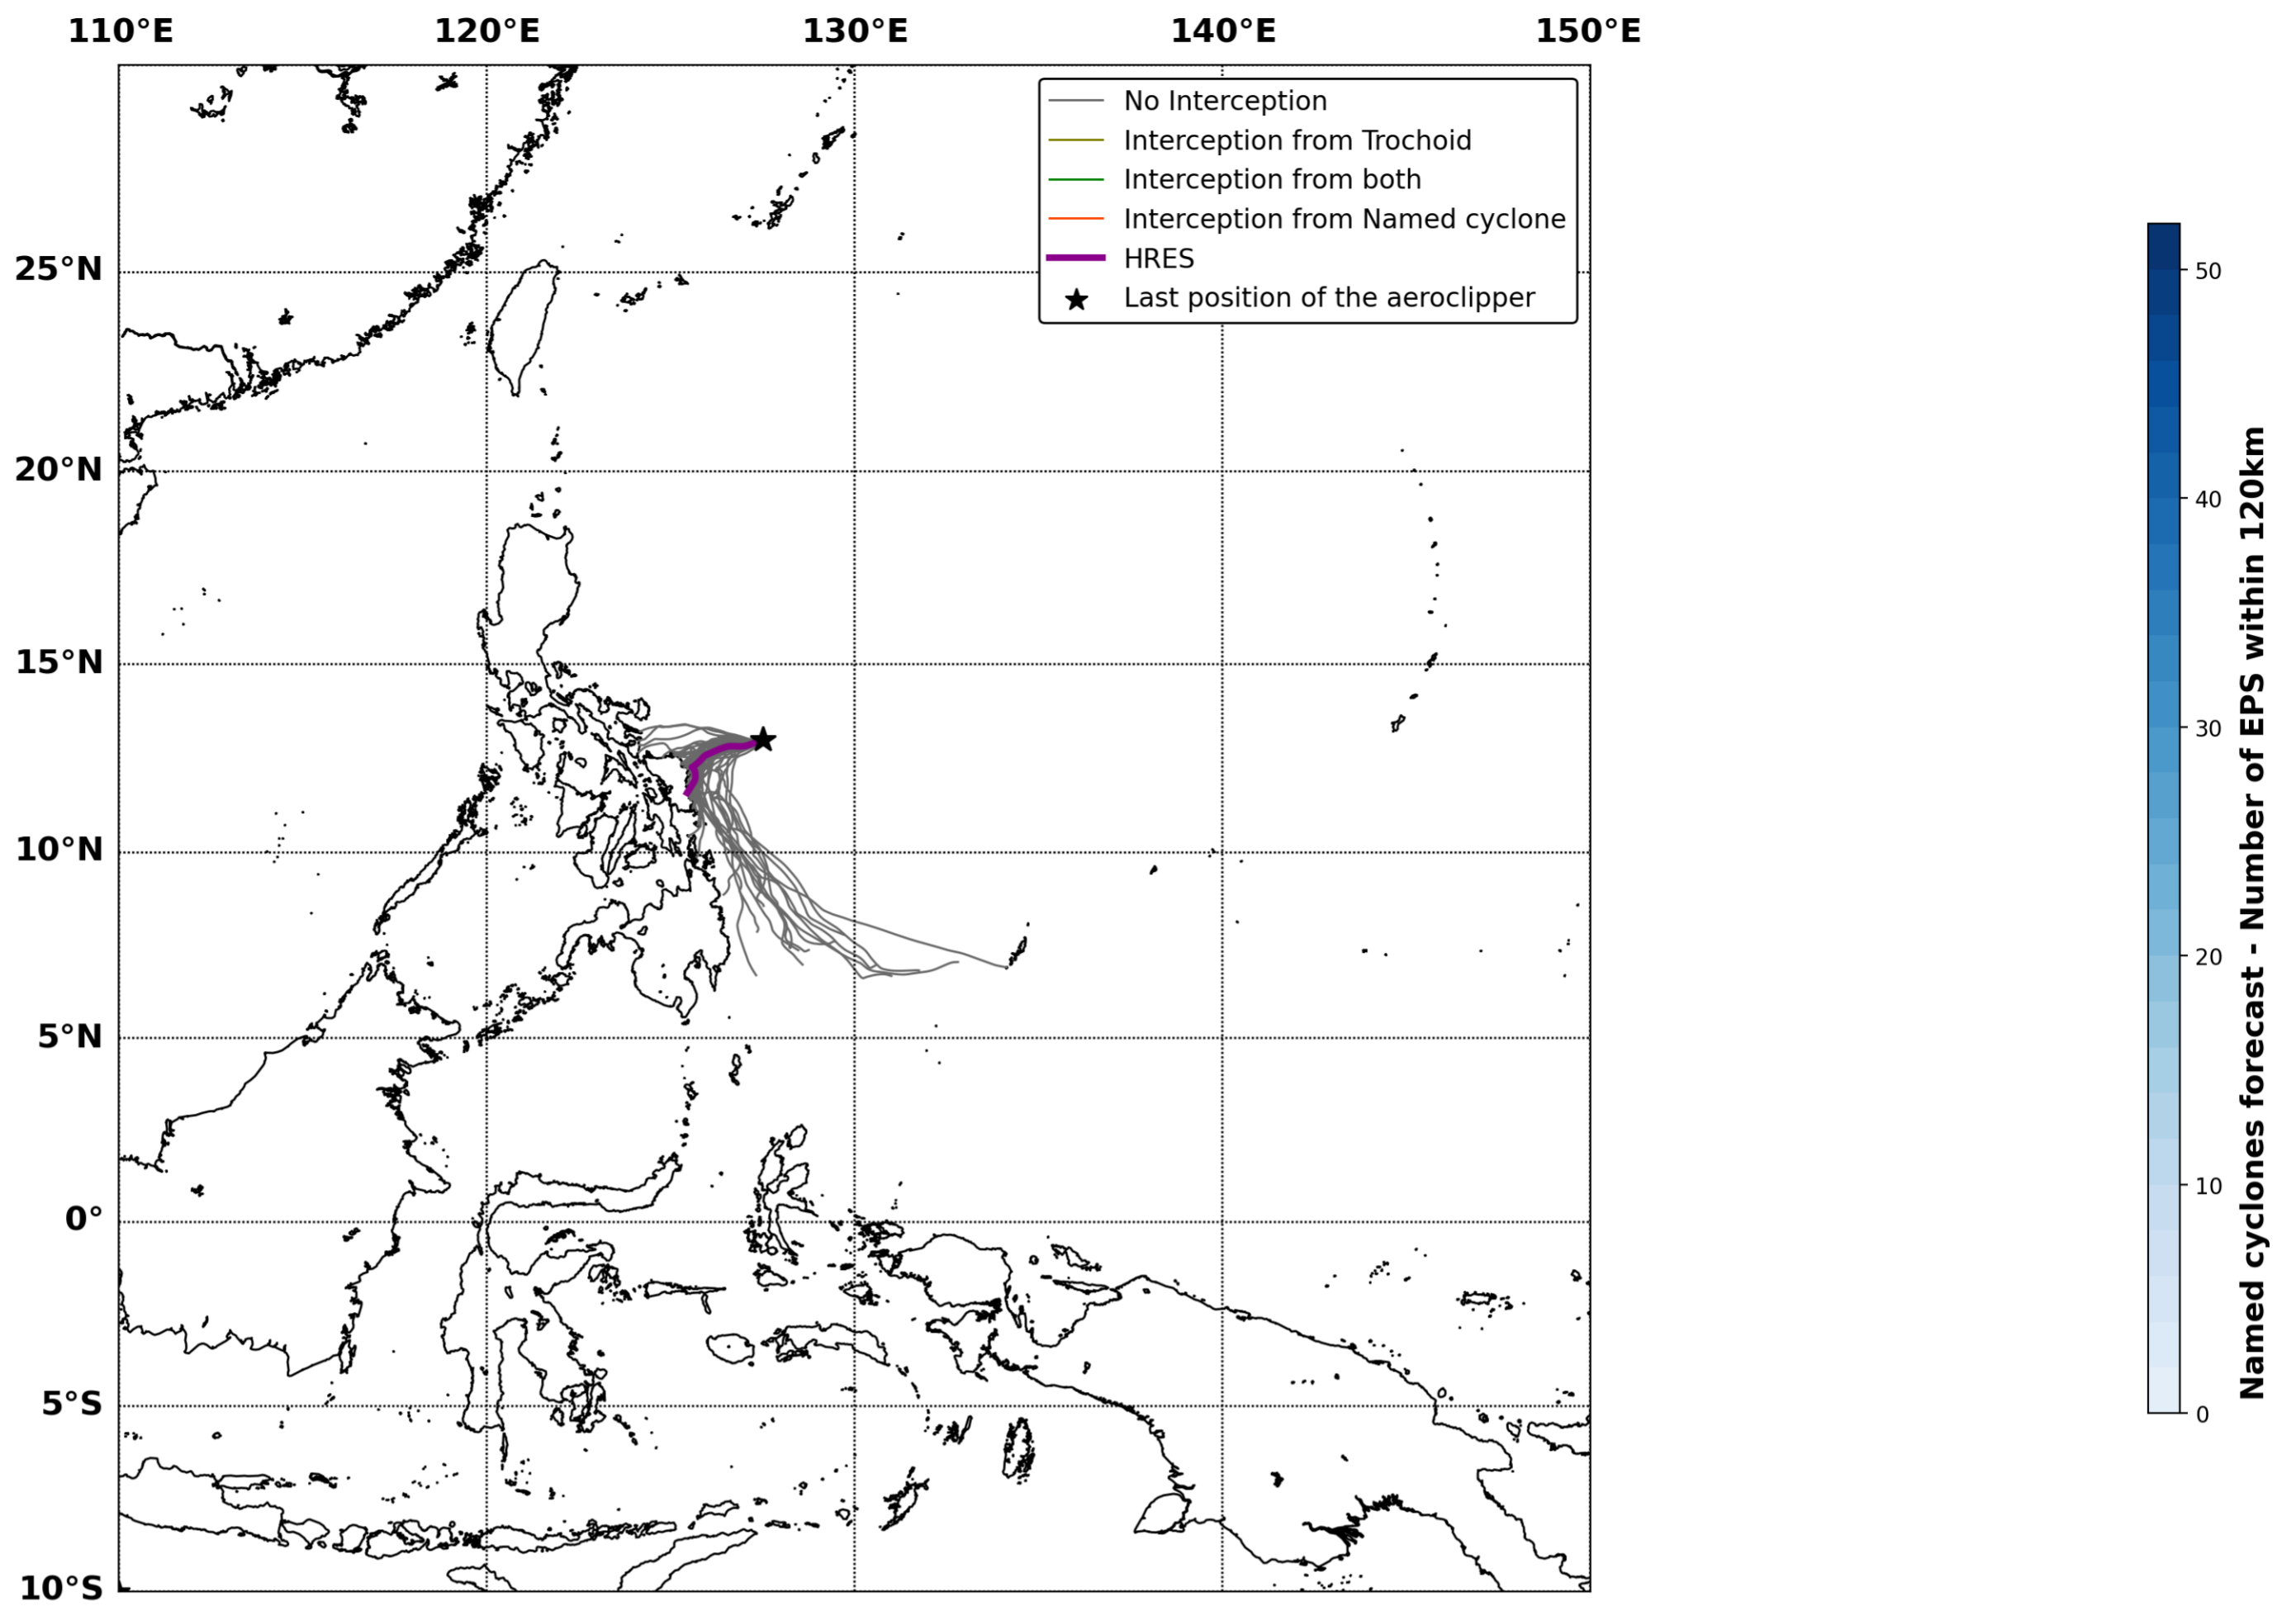 110°E 120°E 130°E 140°E 150°E
No Interception
Interception from Trochoid
Interception from both
Interception from Named cyclone
HRES
Last position of the aeroclipper
25°N
20°N
15°N
10°N
5°N
0°
5°S
10°S
50
40
30
20
10
0
Named cyclones forecast - Number of EPS within 120km